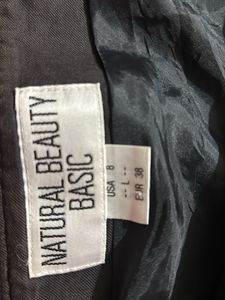 NATURAL BEAUTY
BASIC
USA 8
-- L --
EUR 38